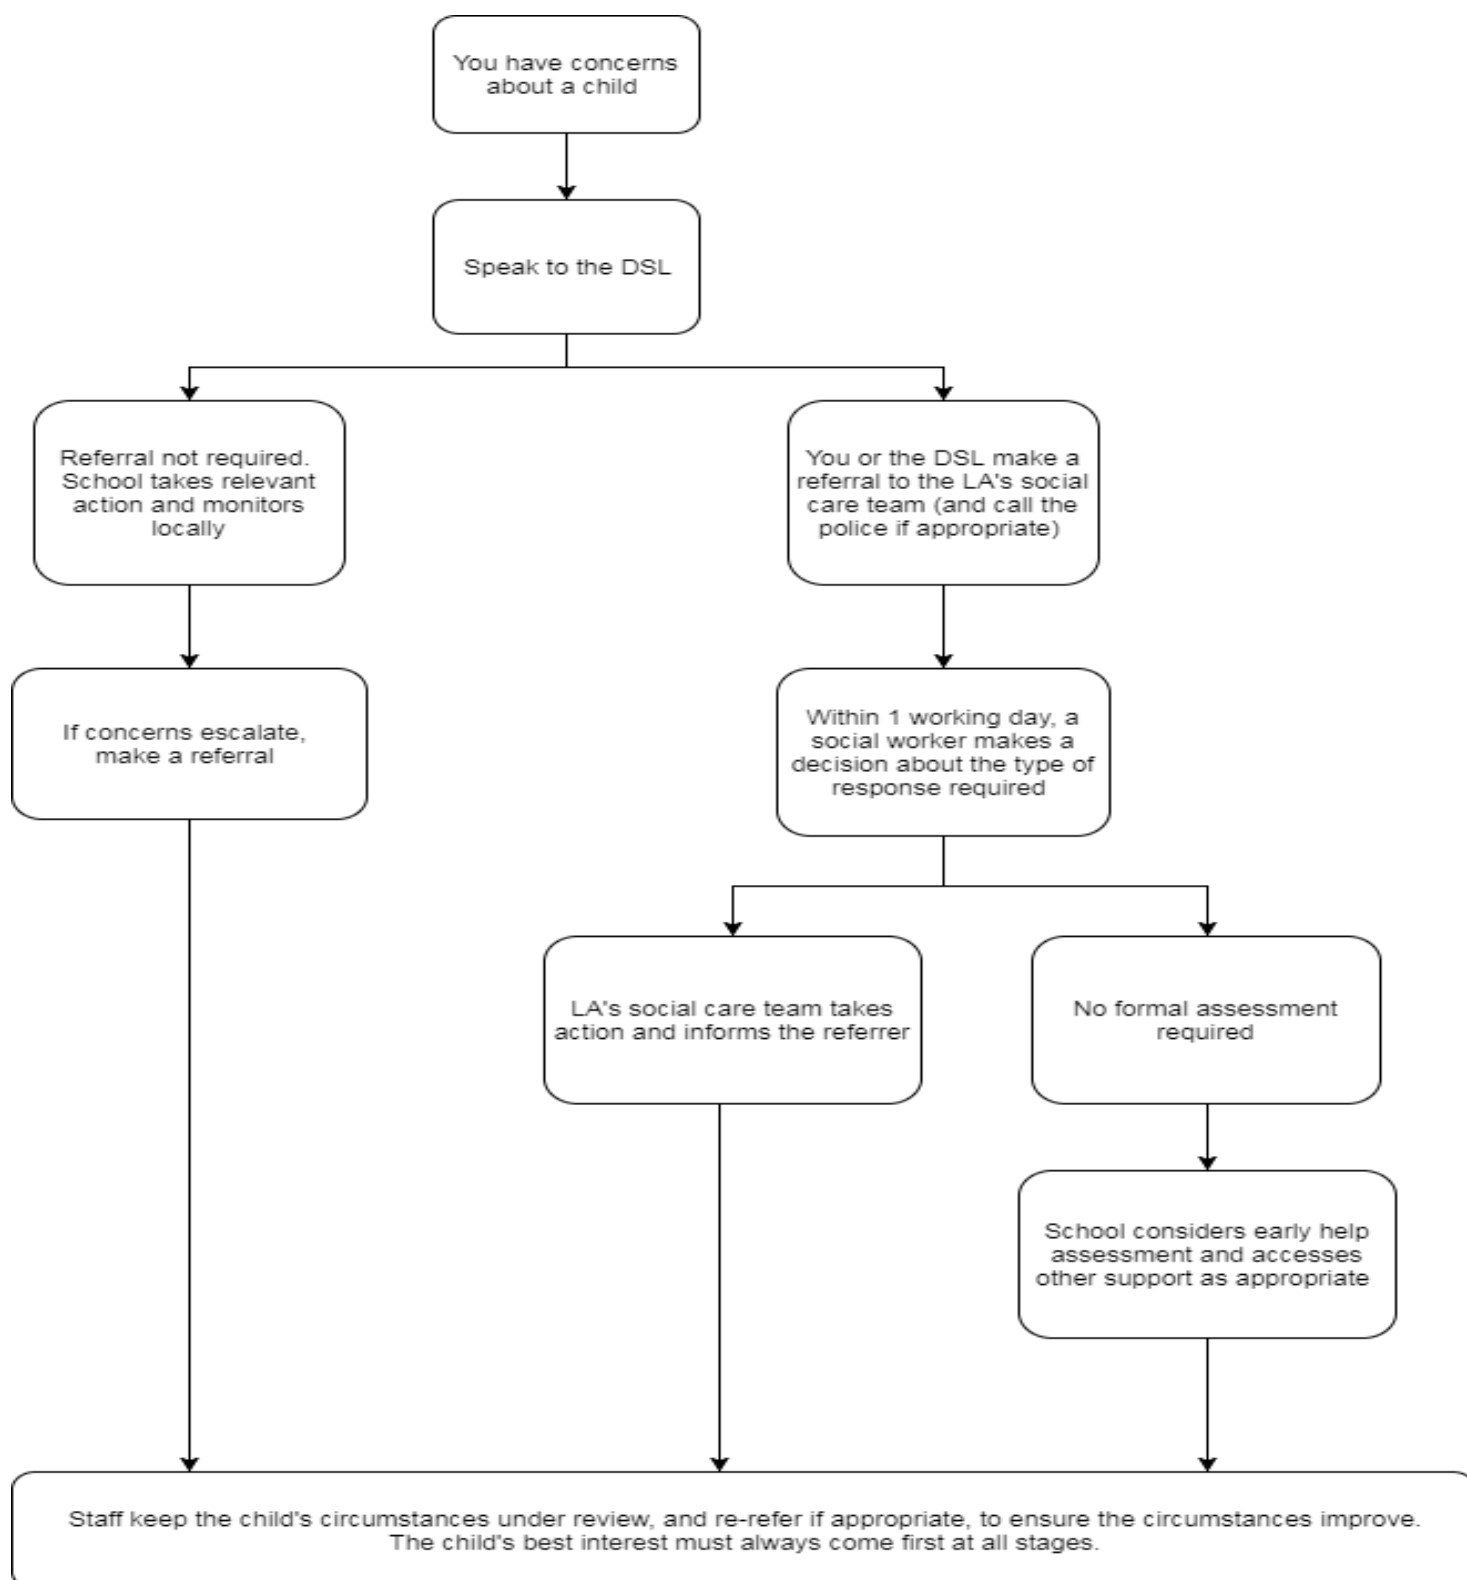 You have concerns
about a child
Speak to the DSL
Referral not required.
School takes relevant
action and monitors
locally
You or the DSL make a
referral to the LA's social
care team (and call the
police if appropriate)
If concerns escalate,
make a referral
Within 1 working day, a
social worker makes a
decision about the type of
response required
LA's social care team takes
action and informs the referrer
No formal assessment
required
School considers early help
assessment and accesses
other support as appropriate
Staff keep the child's circumstances under review, and re-refer if appropriate, to ensure the circumstances improve.
The child's best interest must always come first at all stages.